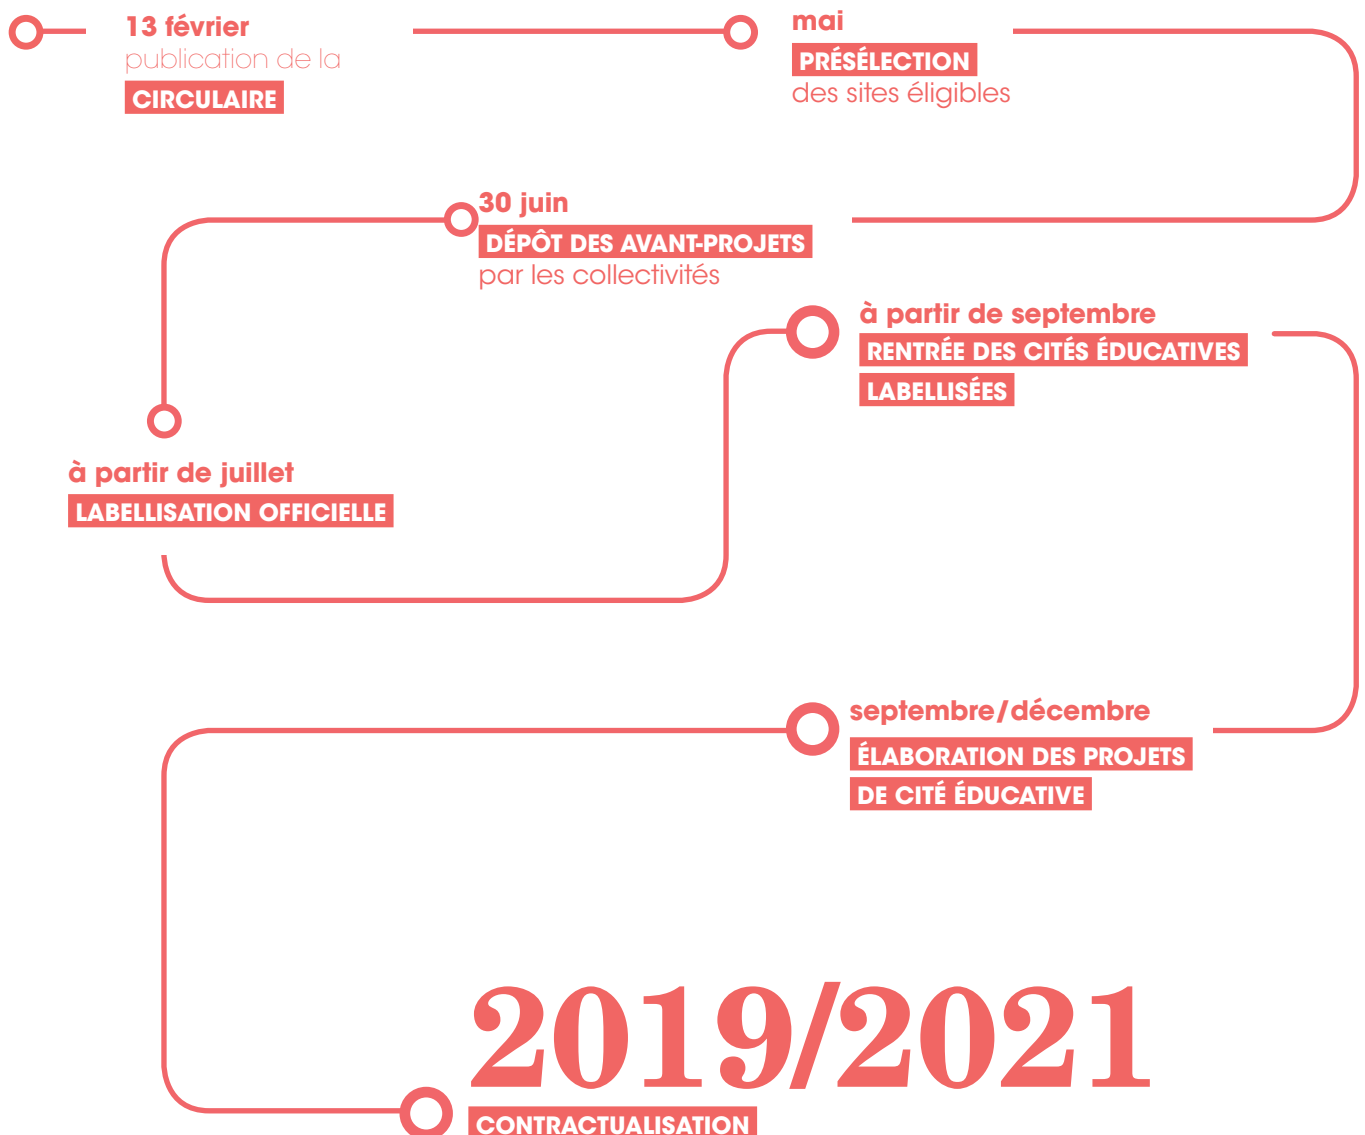 13 février
publication de la
CIRCULAIRE
mai
PRÉSÉLECTION
des sites éligibles
30 juin
DÉPÔT DES AVANT-PROJETS
par les collectivités
à partir de juillet
LABELLISATION OFFICIELLE
à partir de septembre
RENTRÉE DES CITÉS ÉDUCATIVES
LABELLISÉES
septembre/décembre
ÉLABORATION DES PROJETS
DE CITÉ ÉDUCATIVE
2019/2021
CONTRACTUALISATION